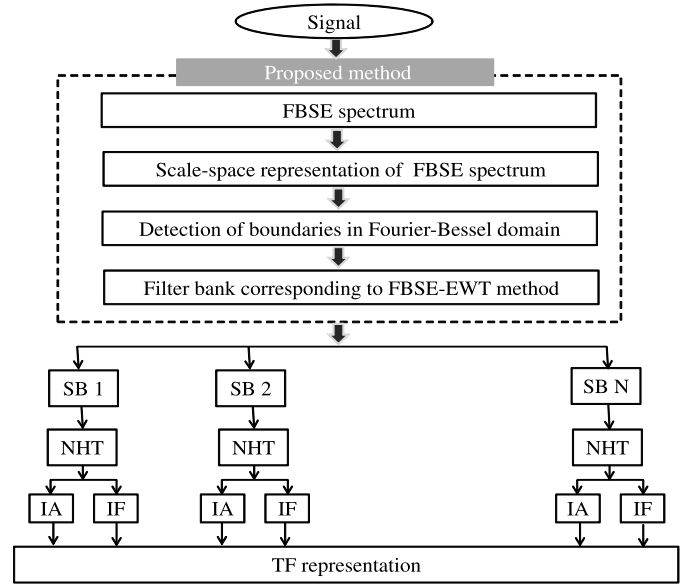 Signal
Proposed method
FBSE spectrum
Scale-space representation of FBSE spectrum
Detection of boundaries in Fourier-Bessel domain
Filter bank corresponding to FBSE-EWT method
SB 1
SB 2
SB N
NHT
NHT
NHT
IA
IF
IA
IF
IA
IF
TF representation